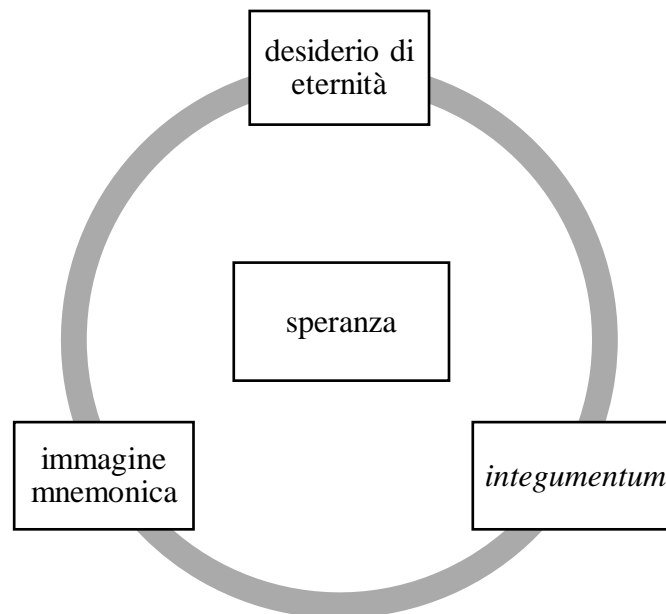 desiderio di
eternità
speranza
immagine
mnemonica
integumentum